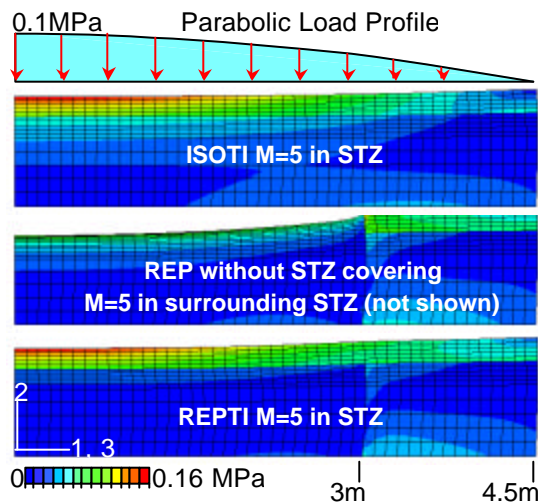 0.1MPa Parabolic Load Profile
ISOTI M=5 in STZ
REP without STZ covering
M=5 in surrounding STZ (not shown)
REPTI M=5 in STZ
2
1, 3
0 0.16 MPa
3m
4.5m